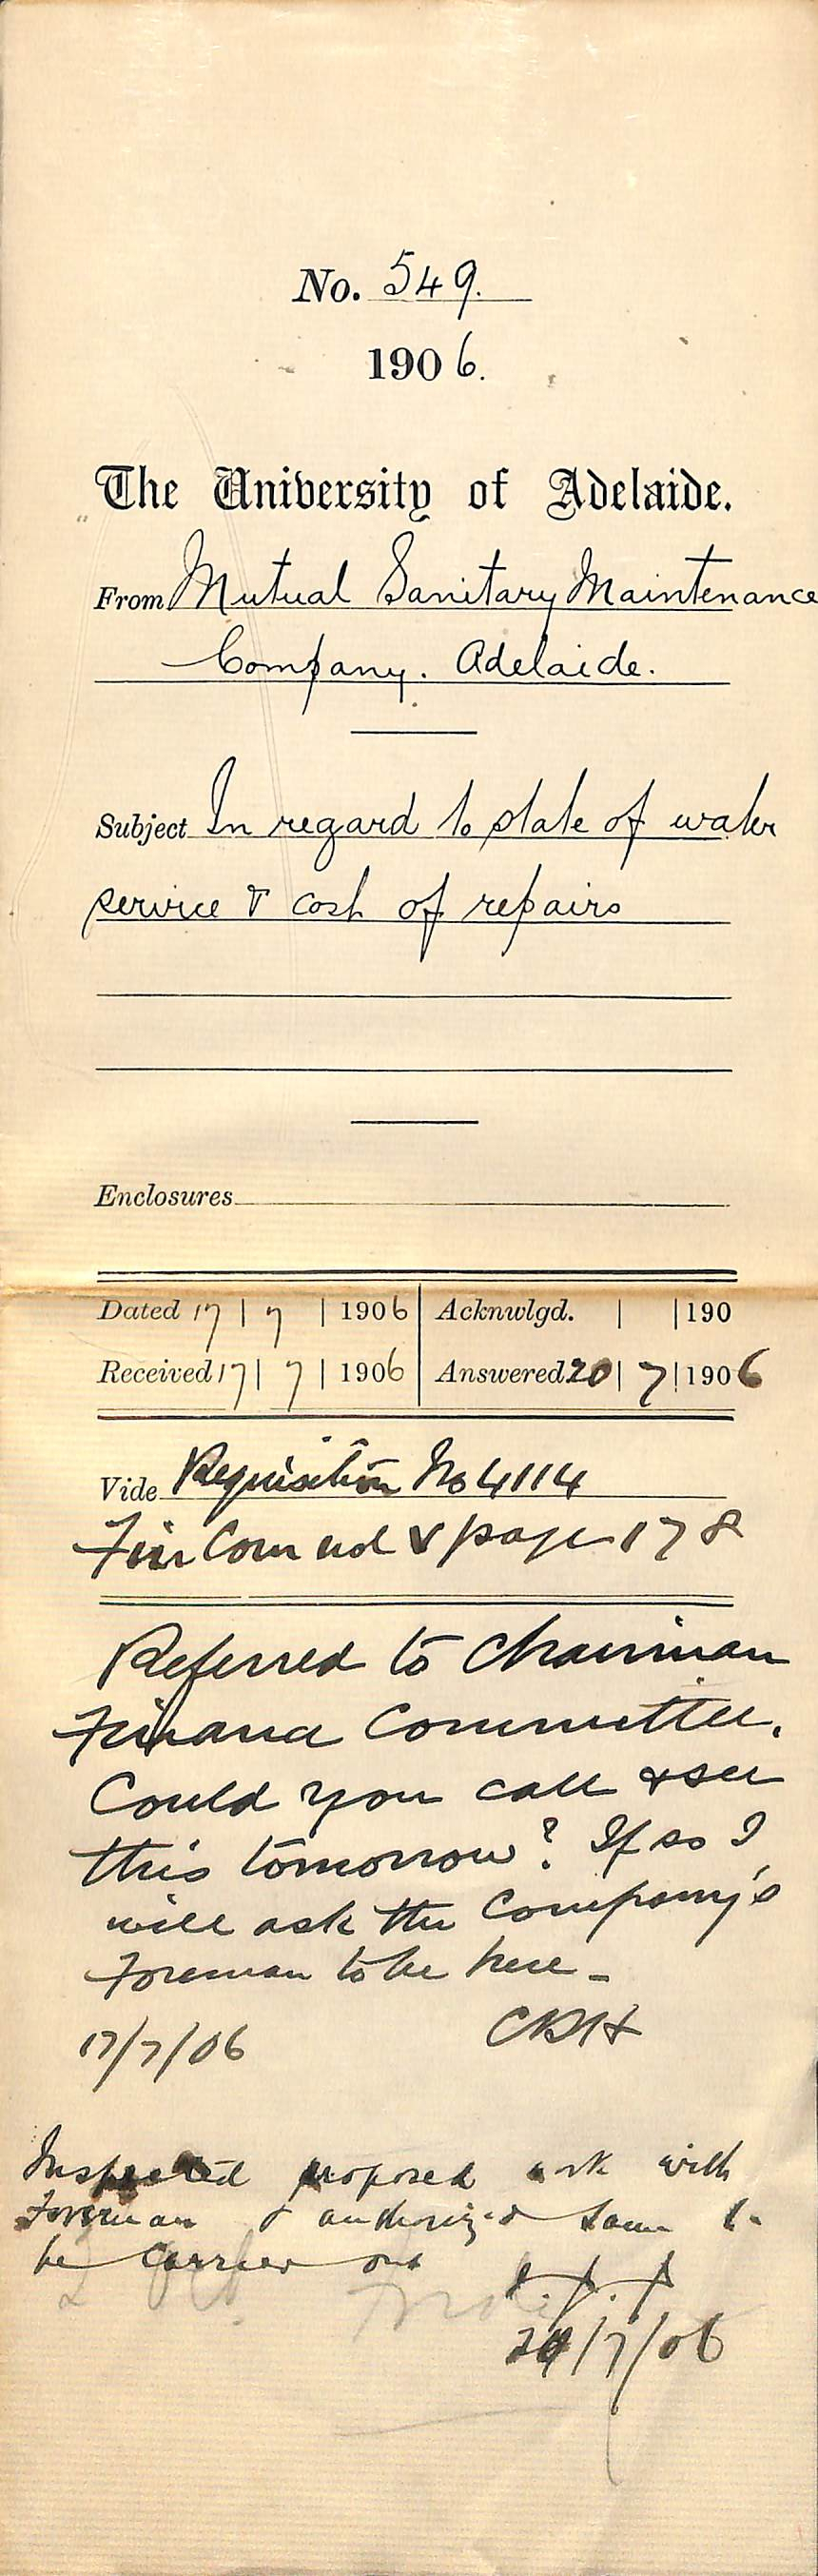 No. 549.
1906.
The University of Adelaide.
From Mutual Sanitary Maintenance
Company. Adelaide.
Subject In regard to state of water
service & cost of repairs
Enclosures
Dated 17 | 7 | 1906 | Acknwlgd. | | 190
Received 17 | 7 | 1906 | Answered 20 | 7 | 1906
Vide Requisition No 4114
Fin Com vol V page 178
Referred to Chairman
Finance Committee.
Could you call & see
this tomorrow? If so I
will ask the Company's
Foreman to be here _
17/7/06 CRH
Inspected proposed work with
Foreman & authorized same to
be carried out
/7/06